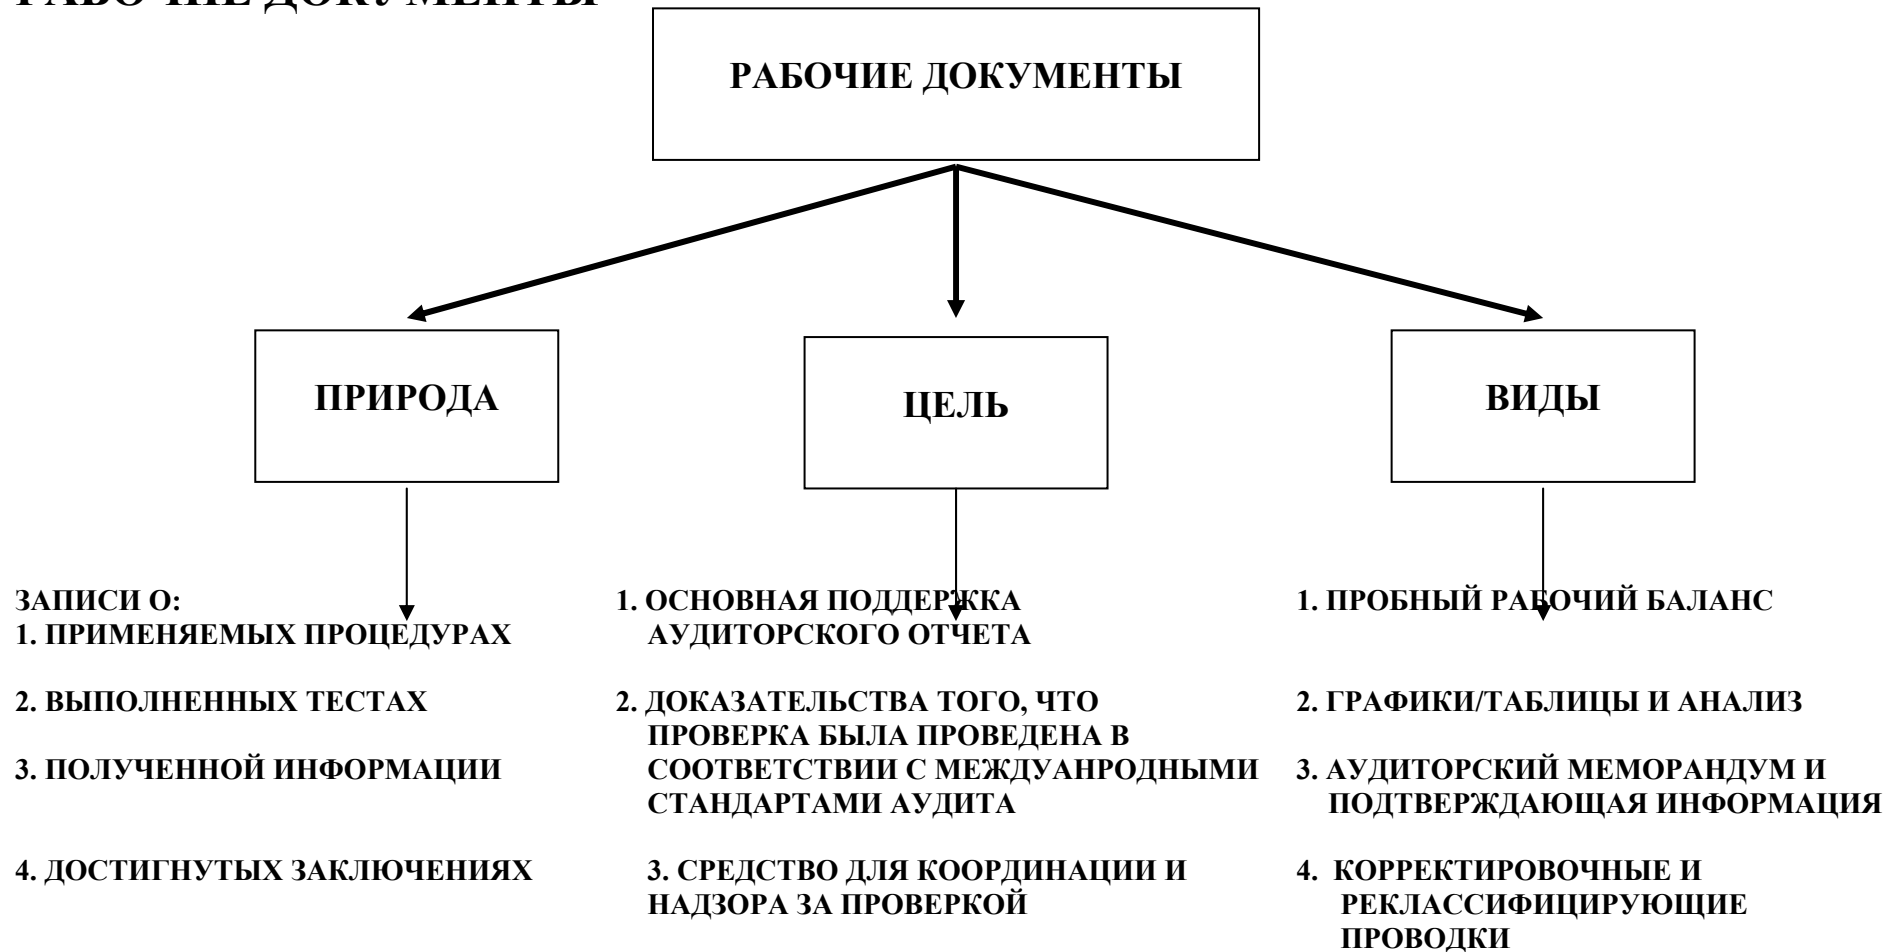 РАБОЧИЕ ДОКУМЕНТЫ
РАБОЧИЕ ДОКУМЕНТЫ
ПРИРОДА
ЦЕЛЬ
ВИДЫ
ЗАПИСИ О:
1. ПРИМЕНЯЕМЫХ ПРОЦЕДУРАХ
2. ВЫПОЛНЕННЫХ ТЕСТАХ
3. ПОЛУЧЕННОЙ ИНФОРМАЦИИ
4. ДОСТИГНУТЫХ ЗАКЛЮЧЕНИЯХ
1. ОСНОВНАЯ ПОДДЕРЖКА
АУДИТОРСКОГО ОТЧЕТА
2. ДОКАЗАТЕЛЬСТВА ТОГО, ЧТО
ПРОВЕРКА БЫЛА ПРОВЕДЕНА В
СООТВЕТСТВИИ С МЕЖДУАНРОДНЫМИ
СТАНДАРТАМИ АУДИТА
3. СРЕДСТВО ДЛЯ КООРДИНАЦИИ И
НАДЗОРА ЗА ПРОВЕРКОЙ
1. ПРОБНЫЙ РАБОЧИЙ БАЛАНС
2. ГРАФИКИ/ТАБЛИЦЫ И АНАЛИЗ
3. АУДИТОРСКИЙ МЕМОРАНДУМ И
ПОДТВЕРЖДАЮЩАЯ ИНФОРМАЦИЯ
4. КОРРЕКТИРОВОЧНЫЕ И
РЕКЛАССИФИЦИРУЮЩИЕ
ПРОВОДКИ